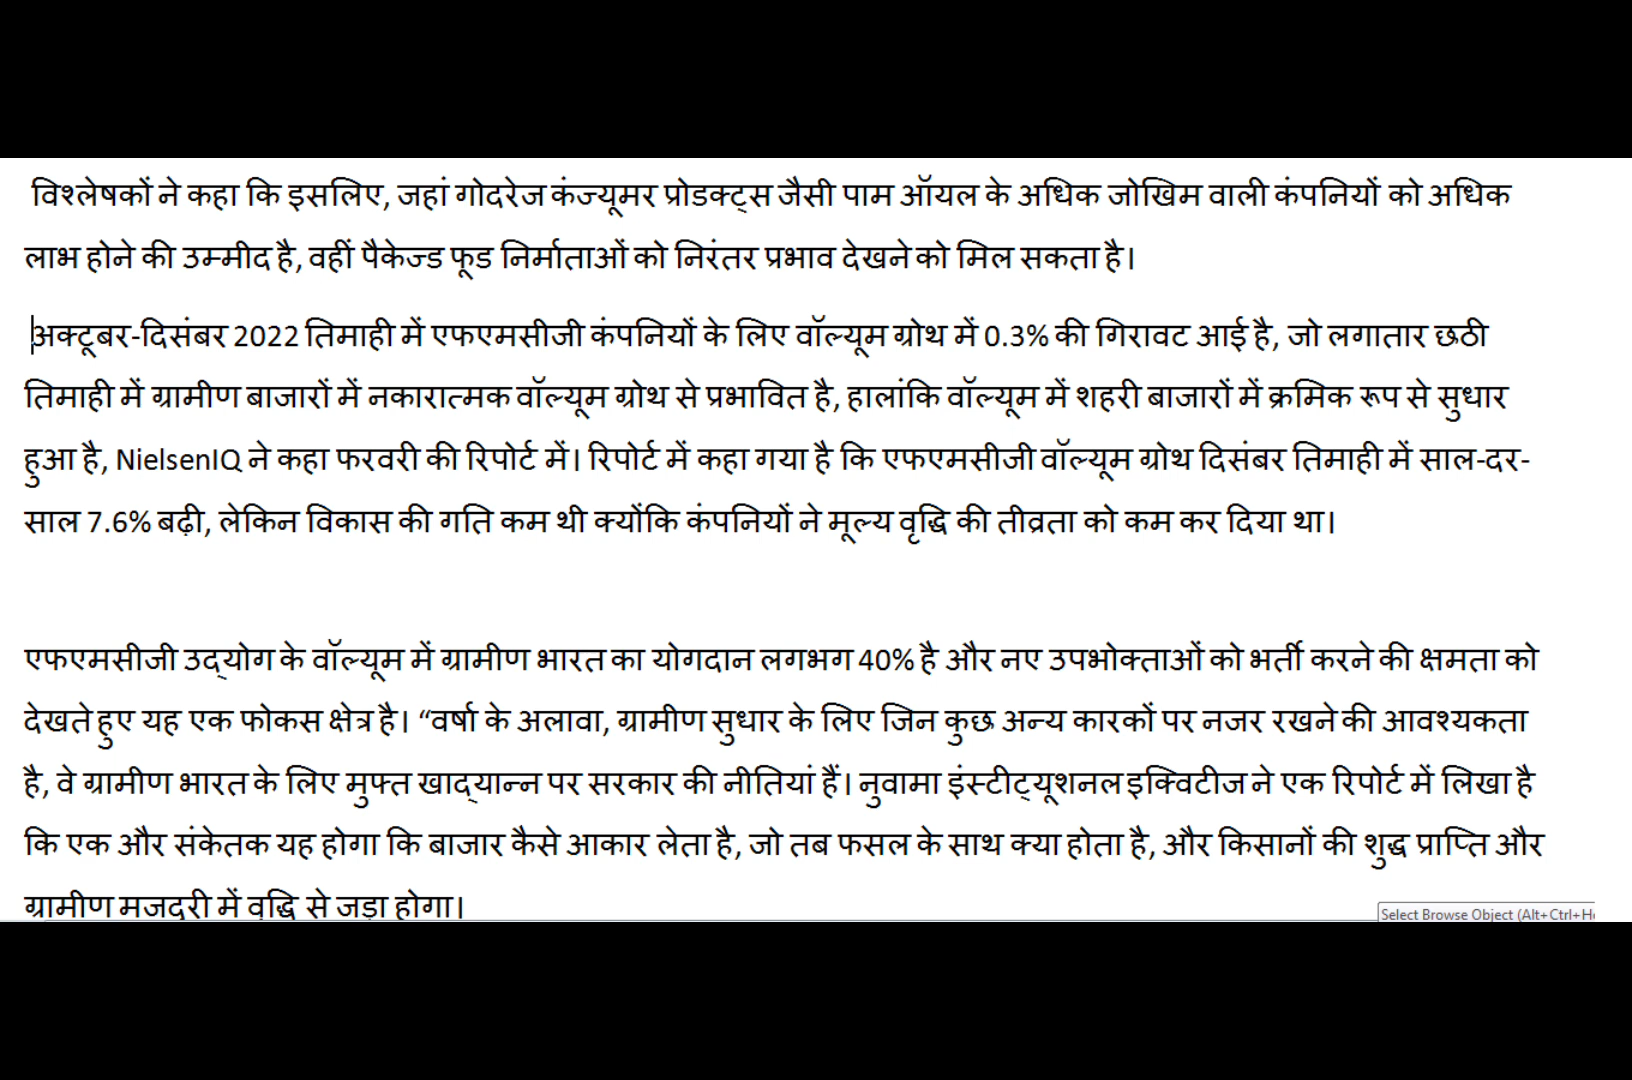 विश्लेषकों ने कहा कि इसलिए, जहां गोदरेज कंज्यूमर प्रोडक्ट्स जैसी पाम ऑयल के अधिक जोखिम वाली कंपनियों को अधिक
लाभ होने की उम्मीद है, वहीं पैकेज्ड फूड निर्माताओं को निरंतर प्रभाव देखने को मिल सकता है।
अक्टूबर-दिसंबर 2022 तिमाही में एफएमसीजी कंपनियों के लिए वॉल्यूम ग्रोथ में 0.3% की गिरावट आई है, जो लगातार छठी
तिमाही में ग्रामीण बाजारों में नकारात्मक वॉल्यूम ग्रोथ से प्रभावित है, हालांकि वॉल्यूम में शहरी बाजारों में क्रमिक रूप से सुधार
हुआ है, NielsenIQ ने कहा फरवरी की रिपोर्ट में। रिपोर्ट में कहा गया है कि एफएमसीजी वॉल्यूम ग्रोथ दिसंबर तिमाही में साल-दर-
साल 7.6% बढ़ी, लेकिन विकास की गति कम थी क्योंकि कंपनियों ने मूल्य वृद्धि की तीव्रता को कम कर दिया था।
एफएमसीजी उद्योग के वॉल्यूम में ग्रामीण भारत का योगदान लगभग 40% है और नए उपभोक्ताओं को भर्ती करने की क्षमता को
देखते हुए यह एक फोकस क्षेत्र है। “वर्षा के अलावा, ग्रामीण सुधार के लिए जिन कुछ अन्य कारकों पर नजर रखने की आवश्यकता
है, वे ग्रामीण भारत के लिए मुफ्त खाद्यान्न पर सरकार की नीतियां हैं। नुवामा इंस्टीट्यूशनल इक्विटीज ने एक रिपोर्ट में लिखा है
कि एक और संकेतक यह होगा कि बाजार कैसे आकार लेता है, जो तब फसल के साथ क्या होता है, और किसानों की शुद्ध प्राप्ति और
ग्रामीण मजदूरी में वृद्धि से जुड़ा होगा।
Select Browse Object (Alt+Ctrl+H